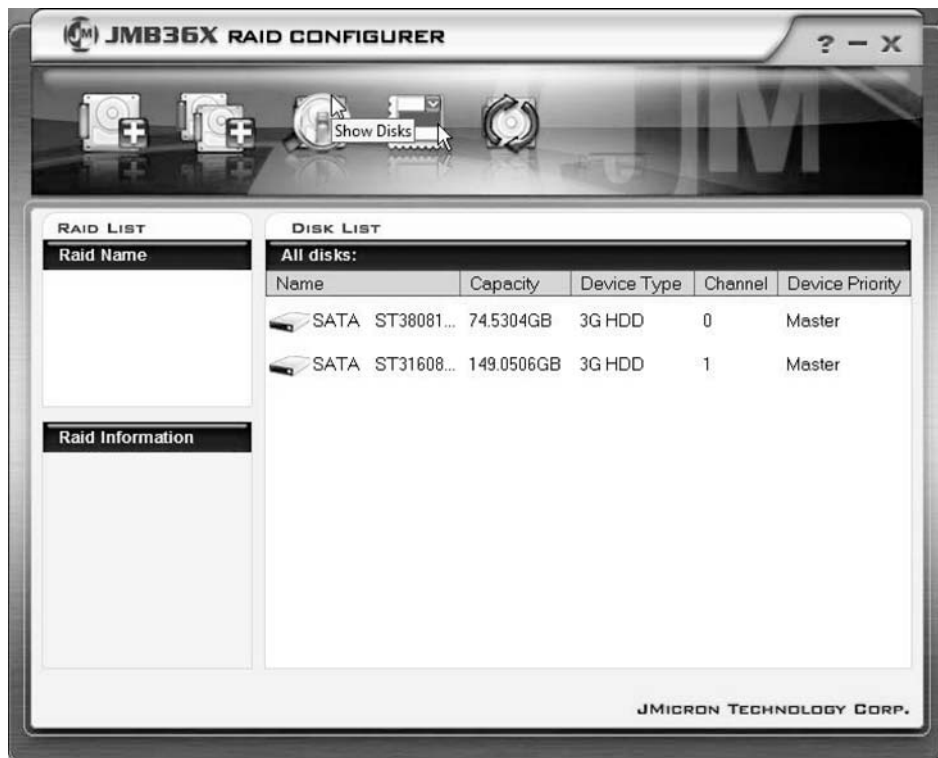 JM JMB36X RAID CONFIGURER
? – X
Show Disks
JM
RAID LIST
Raid Name
Raid Information
DISK LIST
All disks:
Name Capacity Device Type Channel Device Priority
SATA ST38081... 74.5304GB 3G HDD 0 Master
SATA ST31608... 149.0506GB 3G HDD 1 Master
JMICRON TECHNOLOGY CORP.